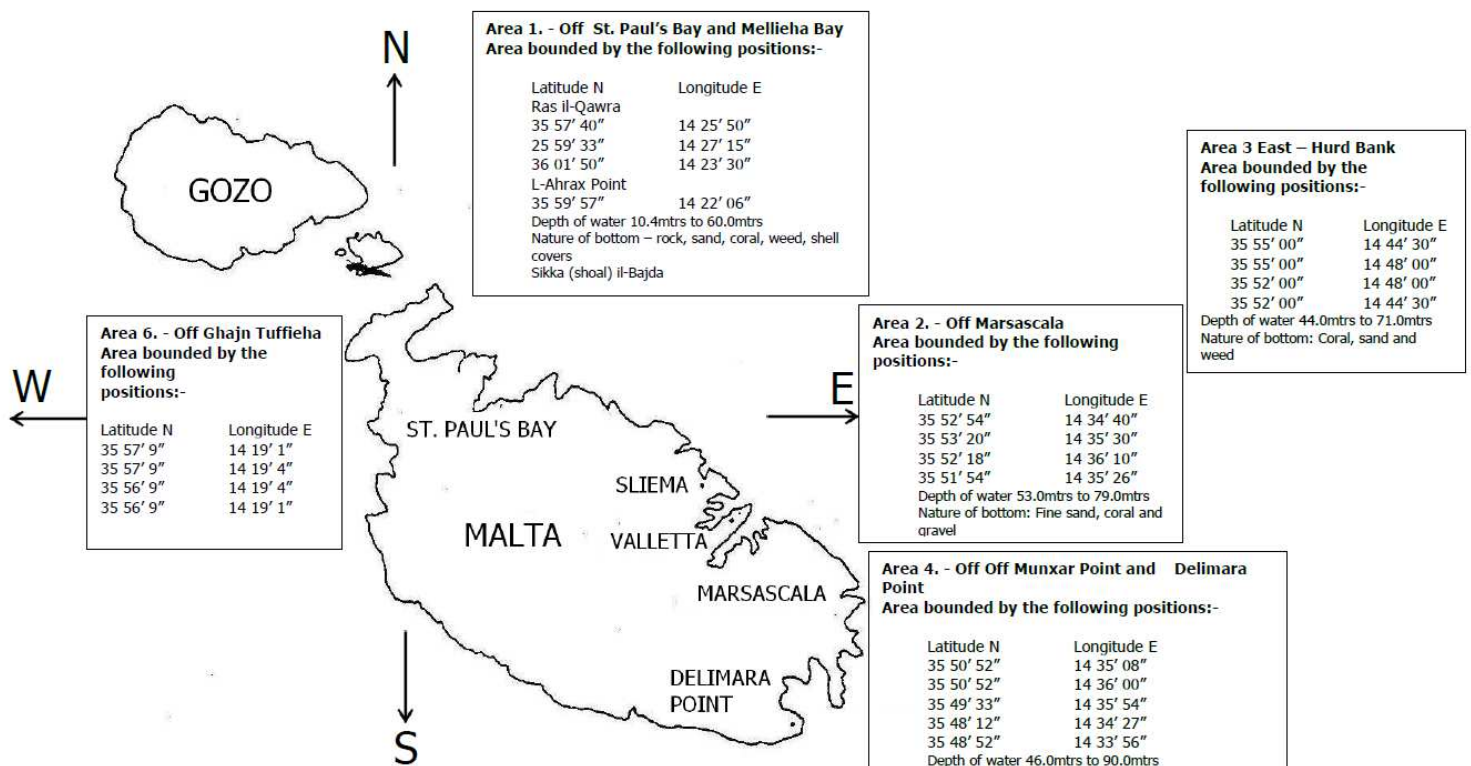 Area 1. - Off St. Paul's Bay and Mellieha Bay
Area bounded by the following positions:-
Latitude N Longitude E
Ras il-Qawra
35 57' 40" 14 25' 50"
25 59' 33" 14 27' 15"
36 01' 50" 14 23' 30"
L-Ahrax Point
35 59' 57" 14 22' 06"
Depth of water 10.4mtrs to 60.0mtrs
Nature of bottom – rock, sand, coral, weed, shell
covers
Sikka (shoal) il-Bajda
N
GOZO
Area 3 East – Hurd Bank
Area bounded by the
following positions:-
Latitude N Longitude E
35 55' 00" 14 44' 30"
35 55' 00" 14 48' 00"
35 52' 00" 14 48' 00"
35 52' 00" 14 44' 30"
Depth of water 44.0mtrs to 71.0mtrs
Nature of bottom: Coral, sand and
weed
Area 6. - Off Ghajn Tuffieha
Area bounded by the
following
positions:-
Latitude N Longitude E
35 57' 9" 14 19' 1"
35 57' 9" 14 19' 4"
35 56' 9" 14 19' 4"
35 56' 9" 14 19' 1"
W
E
Area 2. - Off Marsascala
Area bounded by the following
positions:-
Latitude N Longitude E
35 52' 54" 14 34' 40"
35 53' 20" 14 35' 30"
35 52' 18" 14 36' 10"
35 51' 54" 14 35' 26"
Depth of water 53.0mtrs to 79.0mtrs
Nature of bottom: Fine sand, coral and
gravel
ST. PAUL'S BAY
SLIEMA
MALTA
VALLETTA
MARSASCALA
DELIMARA
POINT
S
Area 4. - Off Off Munxar Point and Delimara
Point
Area bounded by the following positions:-
Latitude N Longitude E
35 50' 52" 14 35' 08"
35 50' 52" 14 36' 00"
35 49' 33" 14 35' 54"
35 48' 12" 14 34' 27"
35 48' 52" 14 33' 56"
Depth of water 46.0mtrs to 90.0mtrs